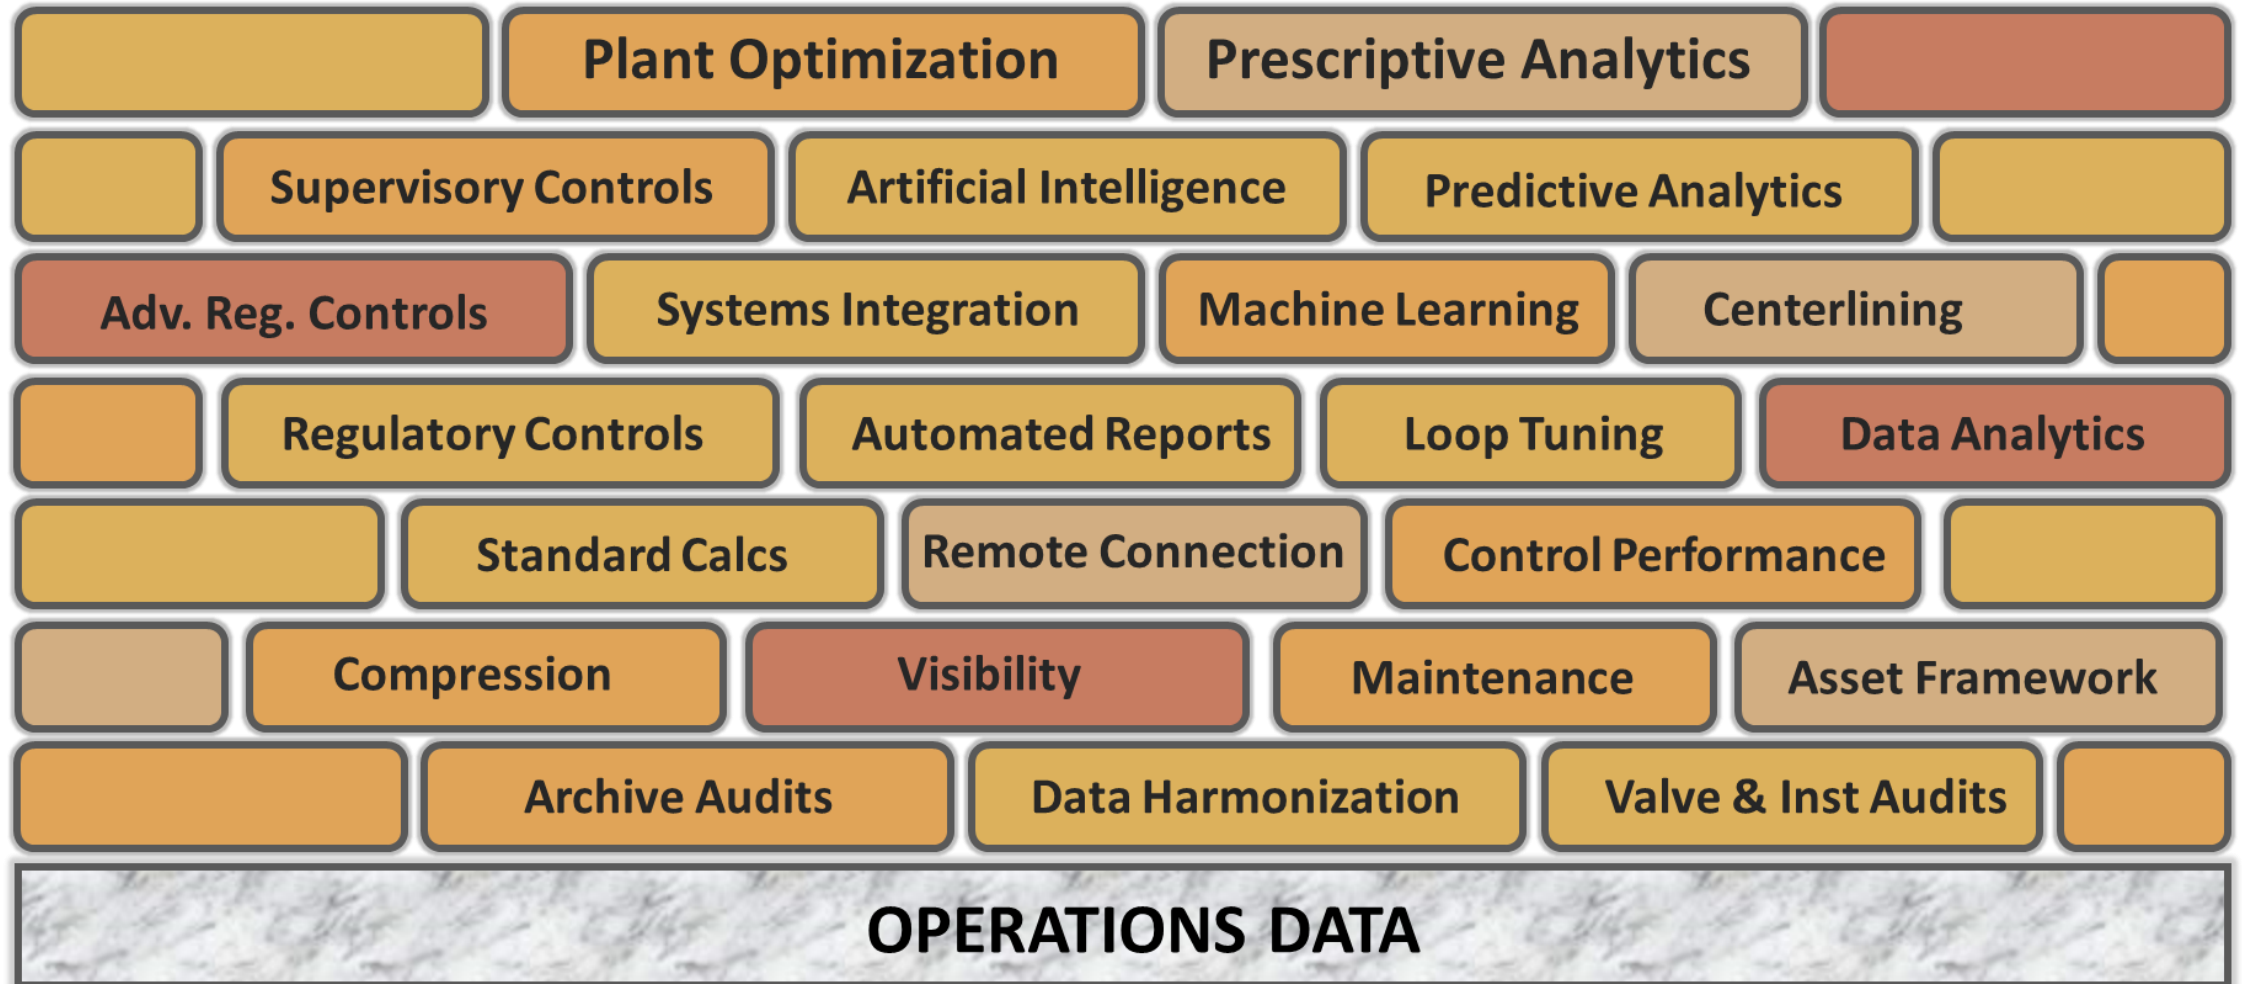 Plant Optimization
Prescriptive Analytics
Supervisory Controls
Artificial Intelligence
Predictive Analytics
Adv. Reg. Controls
Systems Integration
Machine Learning
Centerlining
Regulatory Controls
Automated Reports
Loop Tuning
Data Analytics
Standard Calcs
Remote Connection
Control Performance
Compression
Visibility
Maintenance
Asset Framework
Archive Audits
Data Harmonization
Valve & Inst Audits
OPERATIONS DATA